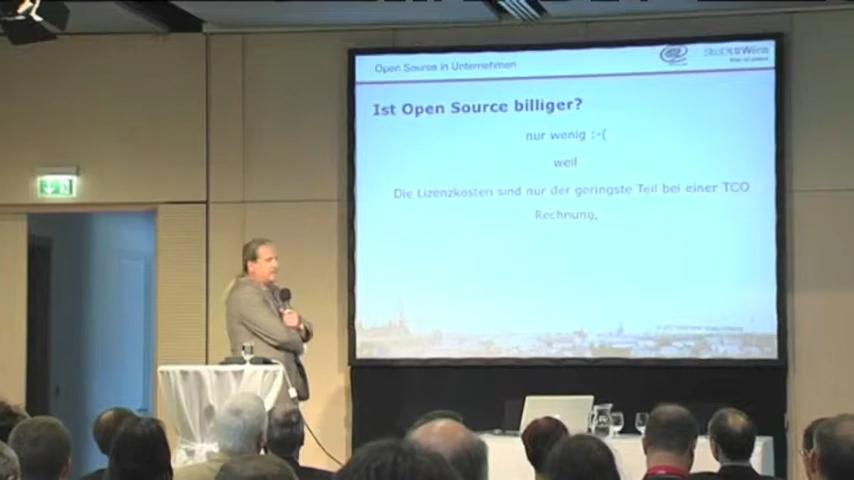 Open Source in Unternehmen
Ist Open Source billiger?
nur wenig :-(
weil
Die Lizenzkosten sind nur der geringste Teil bei einer TCO
Rechnung,